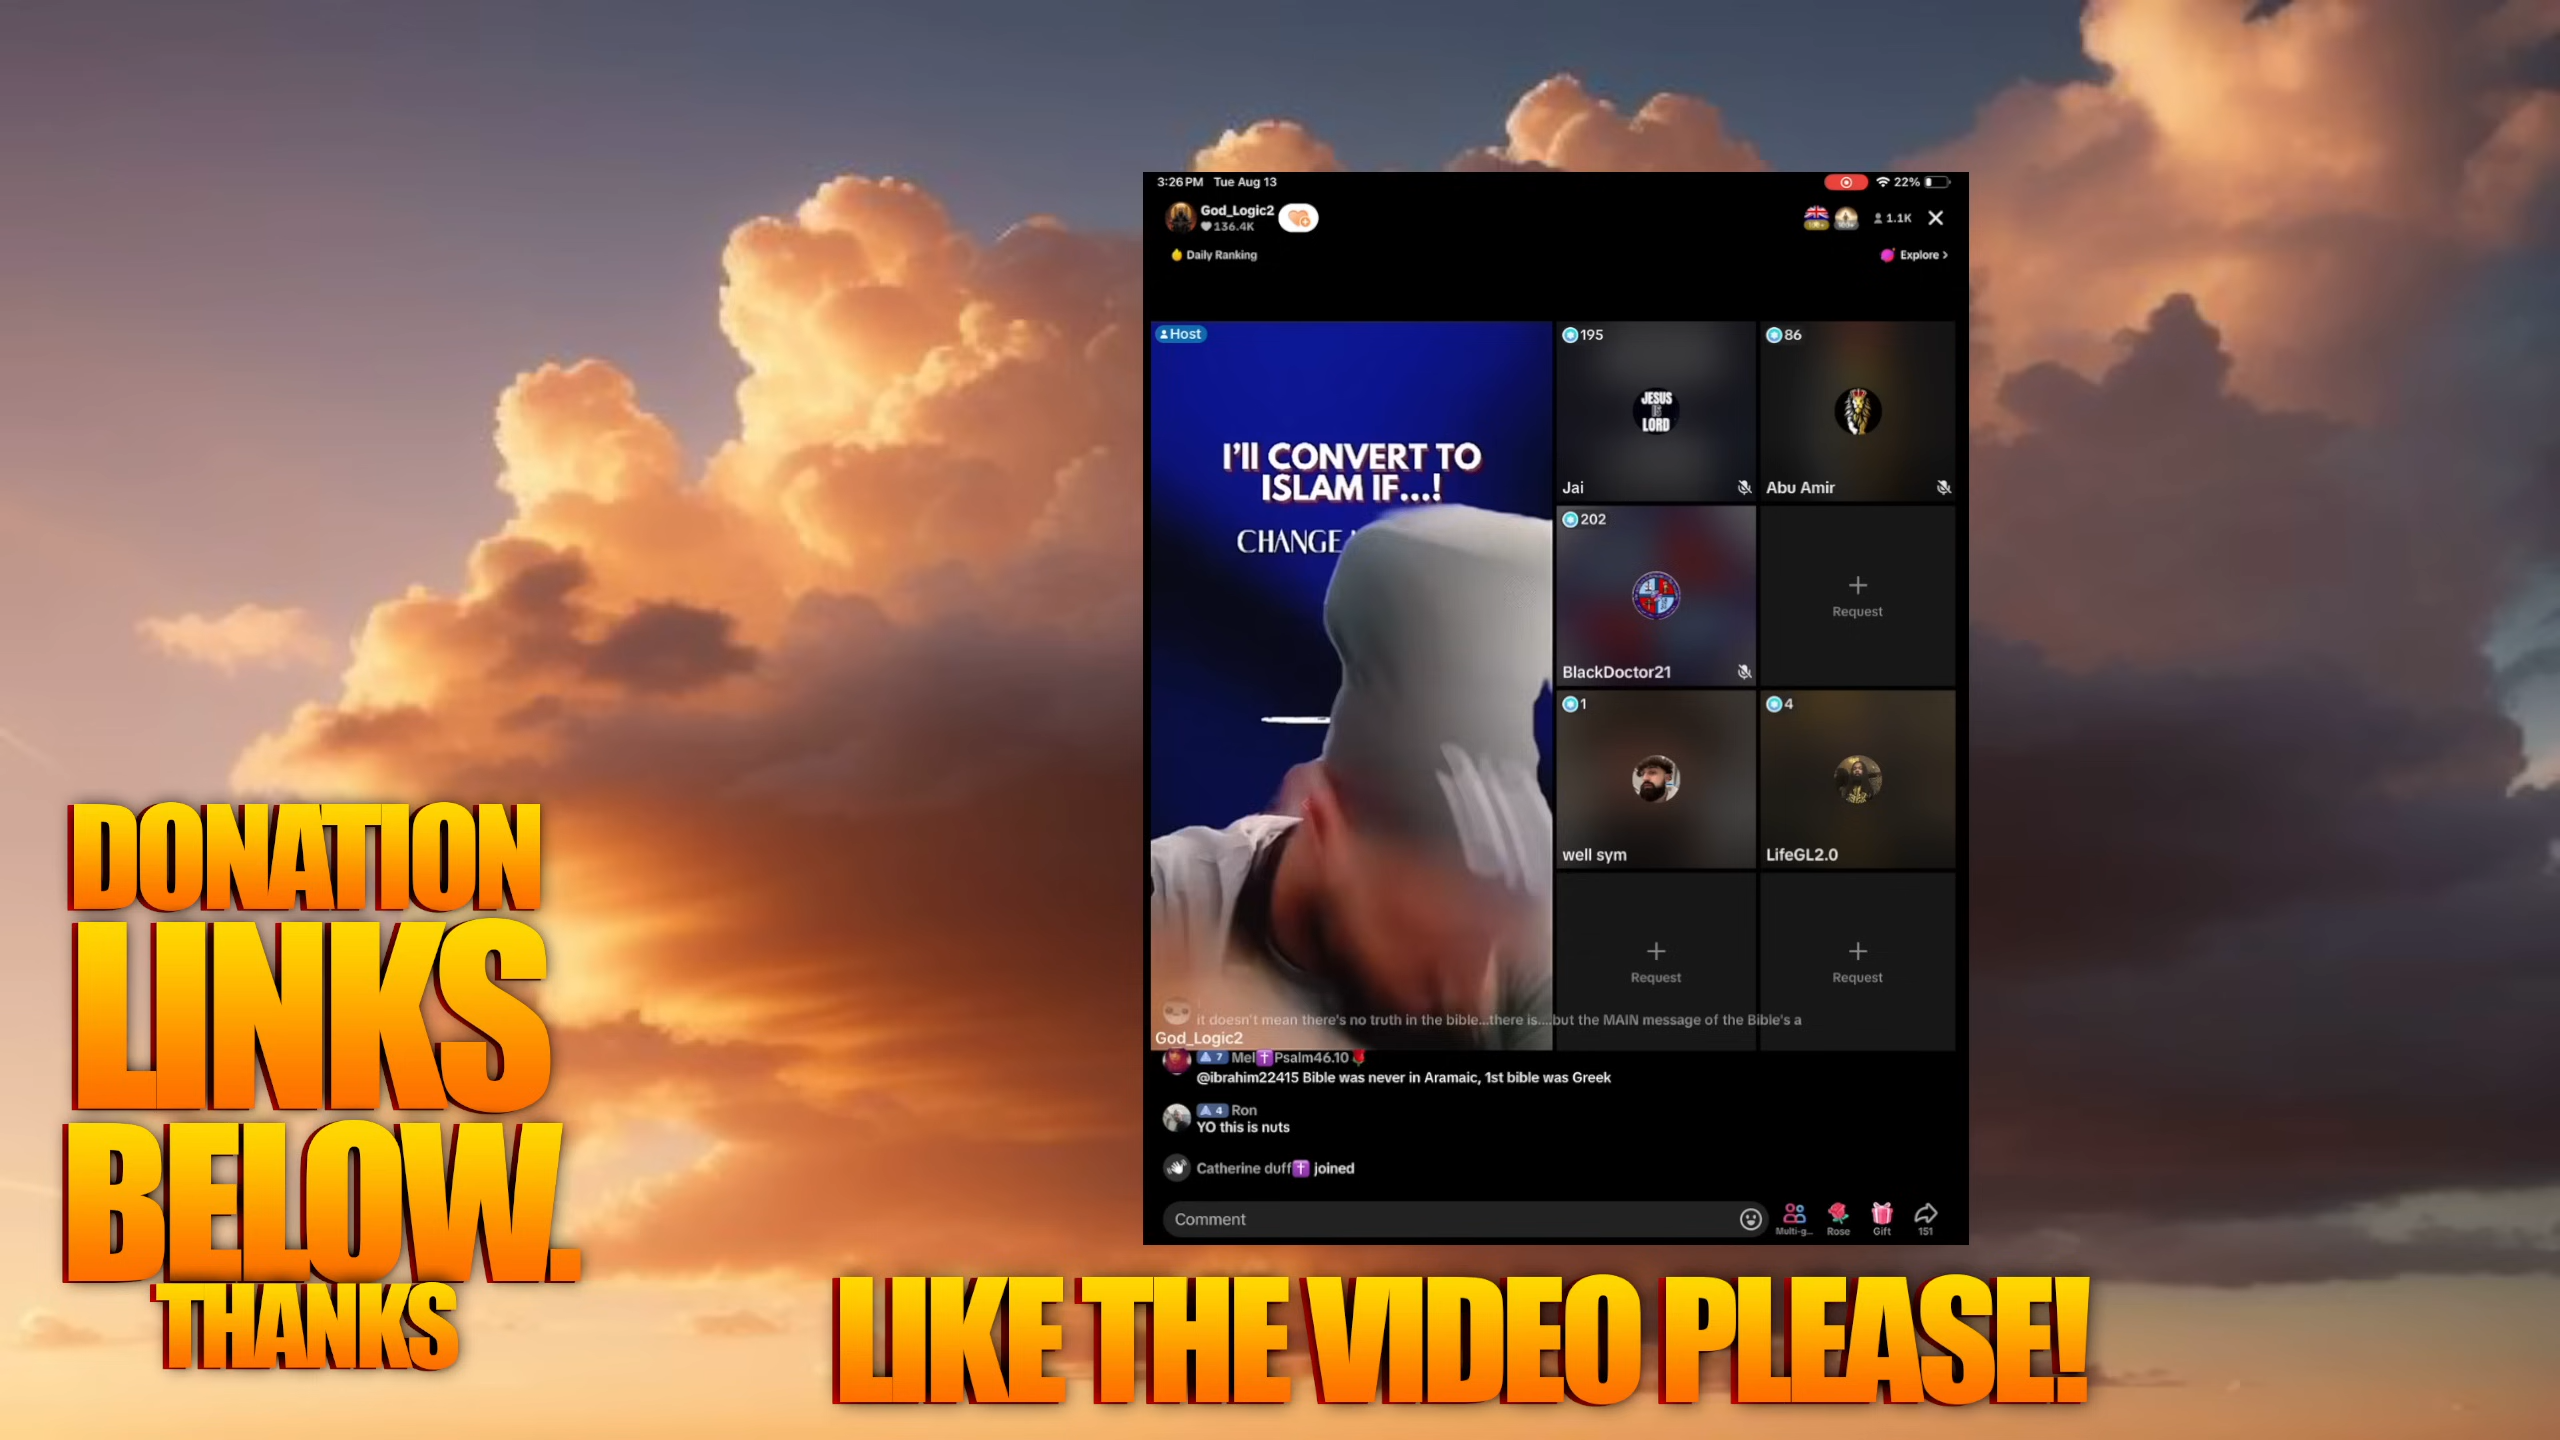 3:26 PM Tue Aug 13
22%
God_Logic2
136.4K
1.1K
Daily Ranking
Explore >
Host
I'll CONVERT TO
ISLAM IF...!
CHANGE
195
JESUS
IS
LORD
Jai
86
Abu Amir
202
BlackDoctor21
+
Request
1
well sym
4
LifeGL2.0
+
Request
+
Request
it doesn't mean there's no truth in the bible...there is....but the MAIN message of the Bible's a
God_Logic2
7 Mel Psalm46.10
@ibrahim22415 Bible was never in Aramaic, 1st bible was Greek
4 Ron
YO this is nuts
Catherine duff joined
Comment
Multi-g...
Rose
Gift
151
DONATION
LINKS
BELOW.
THANKS
LIKE THE VIDEO PLEASE!